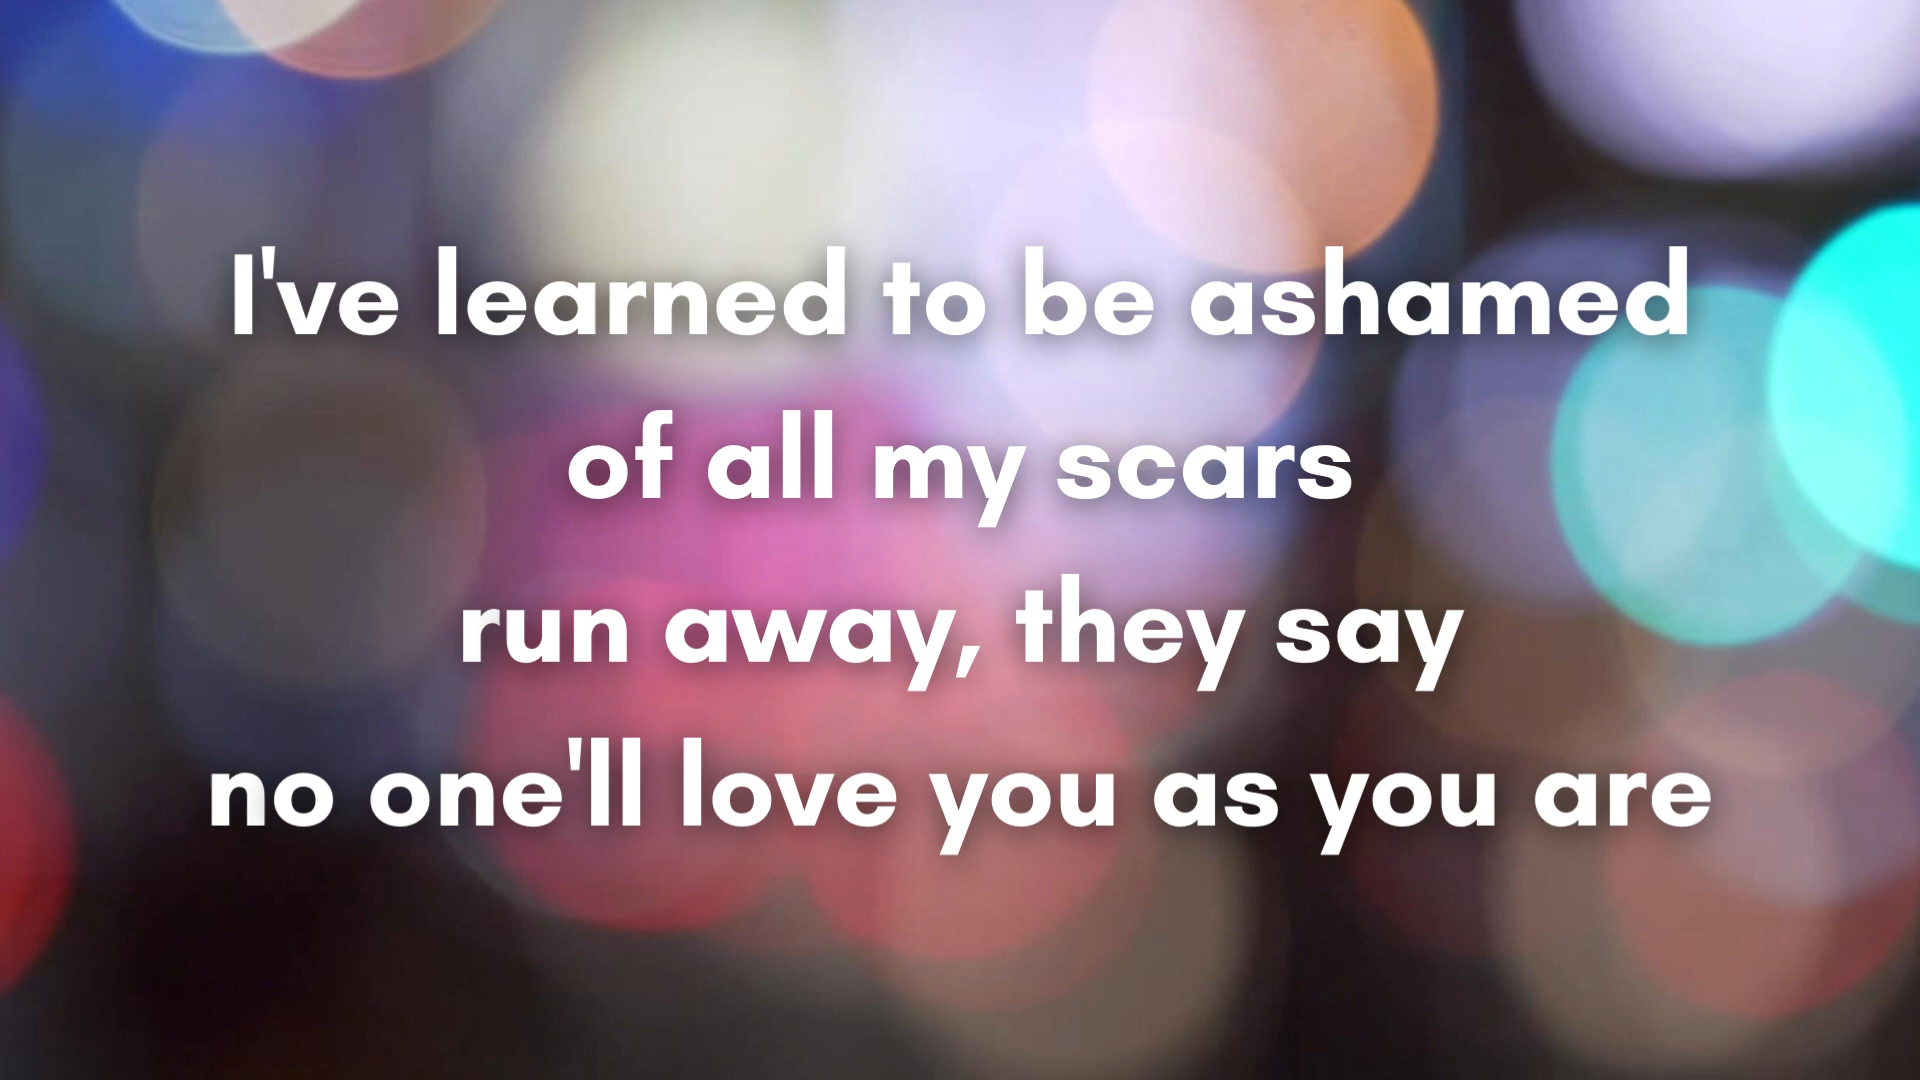 I've learned to be ashamed
of all my scars
run away, they say
no one'll love you as you are